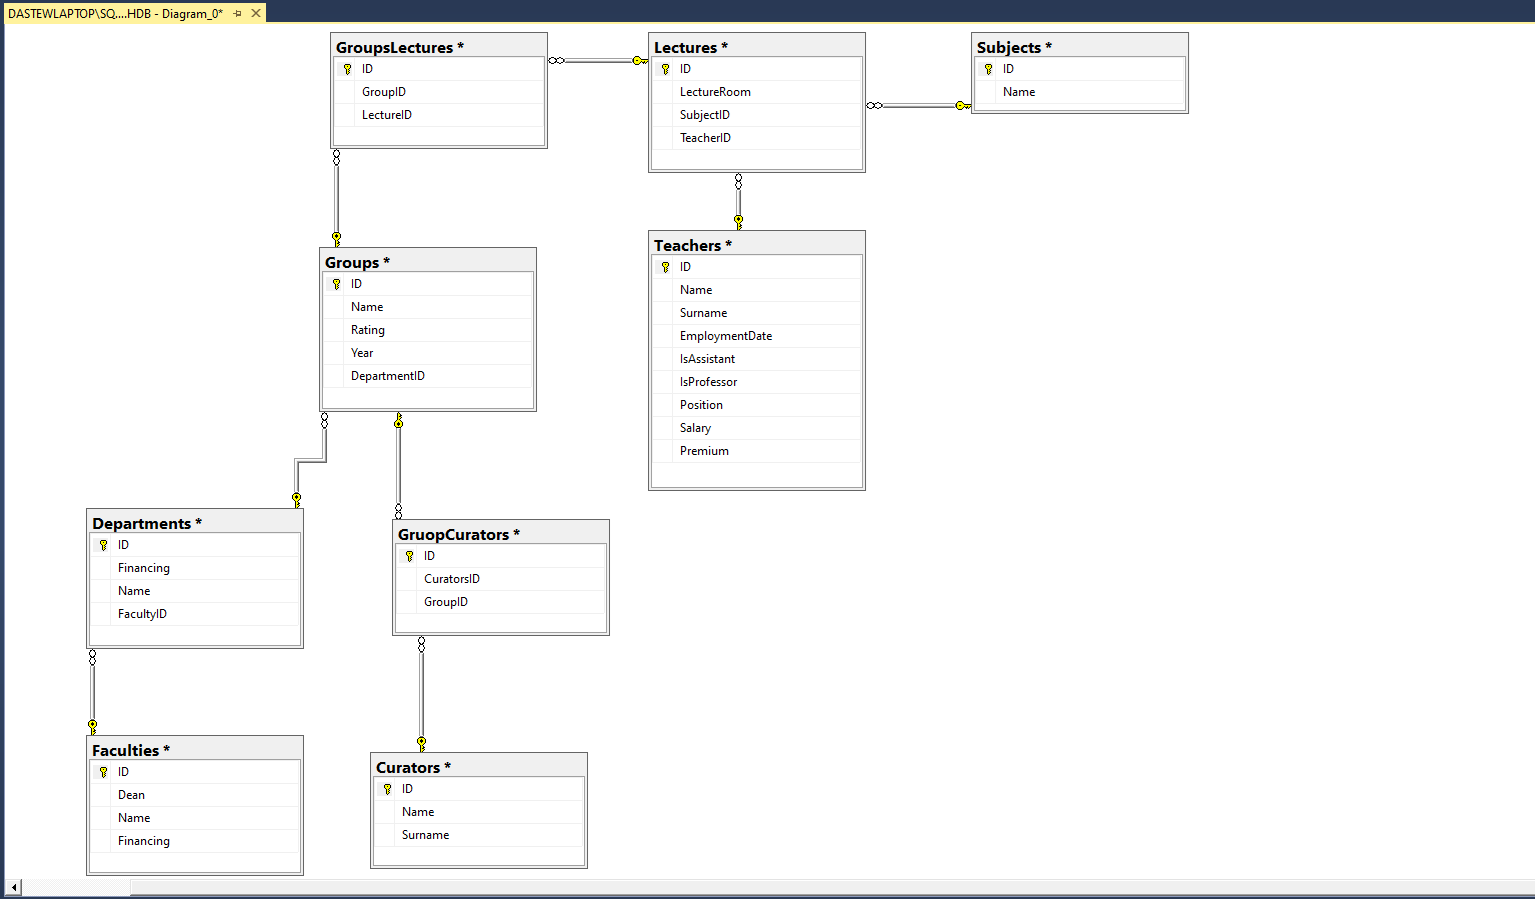 DASTEWLAPTOP\SQ....HDB - Diagram_0*
GroupsLectures *
ID
GroupID
LectureID
Lectures *
ID
LectureRoom
SubjectID
TeacherID
Subjects *
ID
Name
Groups *
ID
Name
Rating
Year
DepartmentID
Teachers *
ID
Name
Surname
EmploymentDate
IsAssistant
IsProfessor
Position
Salary
Premium
Departments *
ID
Financing
Name
FacultyID
GruopCurators *
ID
CuratorsID
GroupID
Faculties *
ID
Dean
Name
Financing
Curators *
ID
Name
Surname